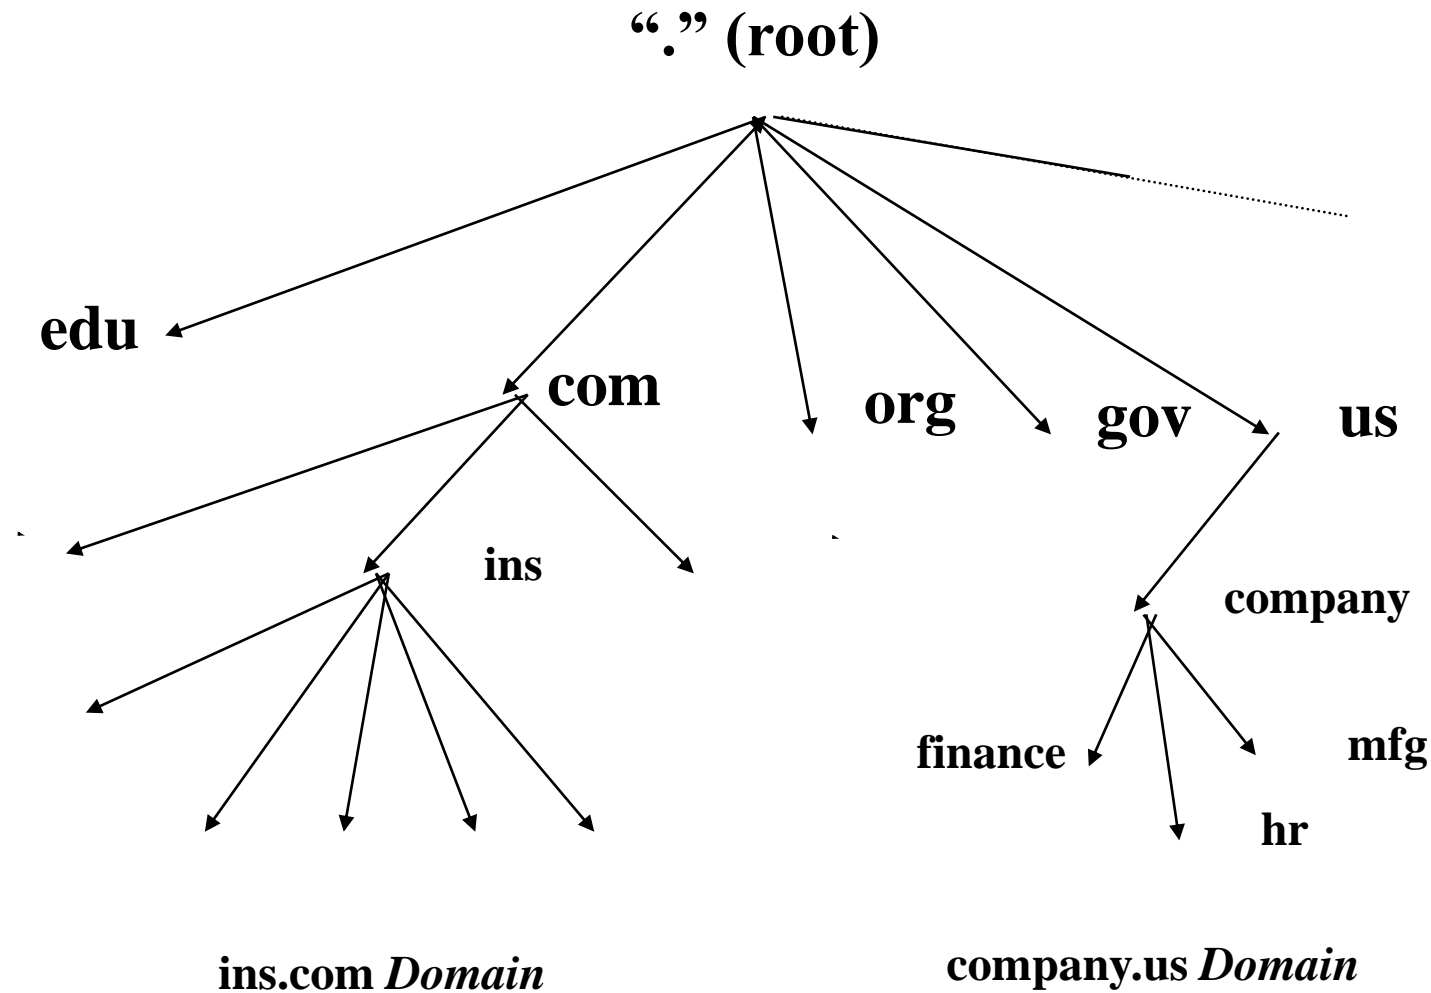 “.” (root)
edu
com
org
gov
us
ins
company
finance
mfg
hr
ins.com Domain
company.us Domain